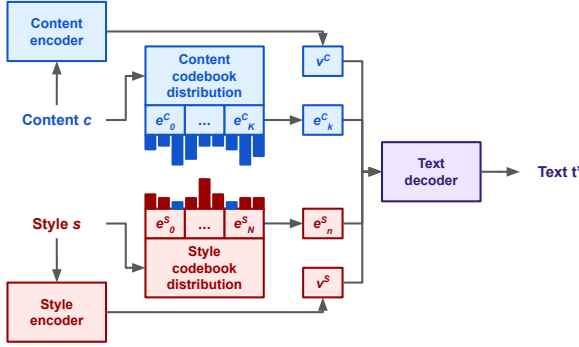 Content
encoder
Content
codebook
distribution
v^C
Content c
e^C_0 ... e^C_K
e^C_k
Text
decoder
Text t'
Style s
e^S_0 ... e^S_N
e^S_n
Style
codebook
distribution
v^S
Style
encoder